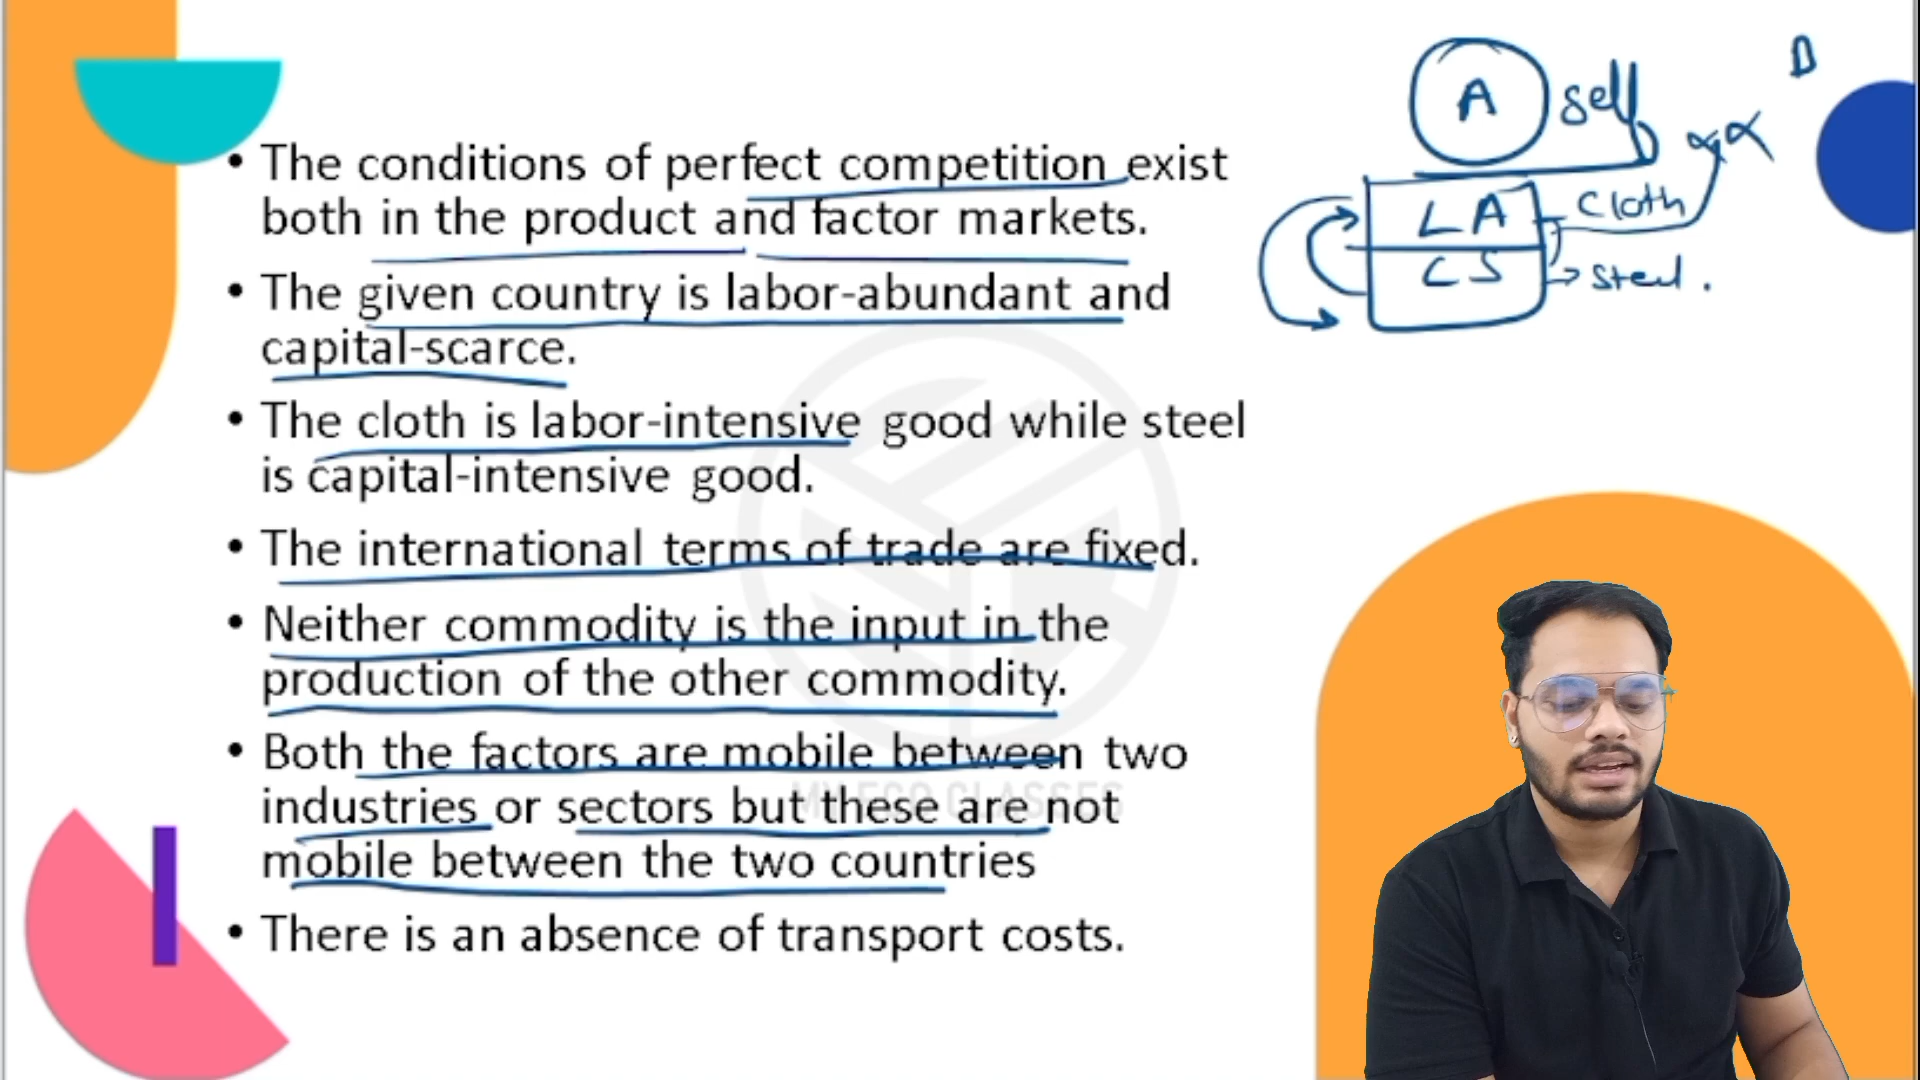 • The conditions of perfect competition exist
both in the product and factor markets.
• The given country is labor-abundant and
capital-scarce.
• The cloth is labor-intensive good while steel
is capital-intensive good.
• The international terms of trade are fixed.
• Neither commodity is the input in the
production of the other commodity.
• Both the factors are mobile between two
industries or sectors but these are not
mobile between the two countries
• There is an absence of transport costs.
A sell
LA cloth
CS steel.
MY ECO CLASSES